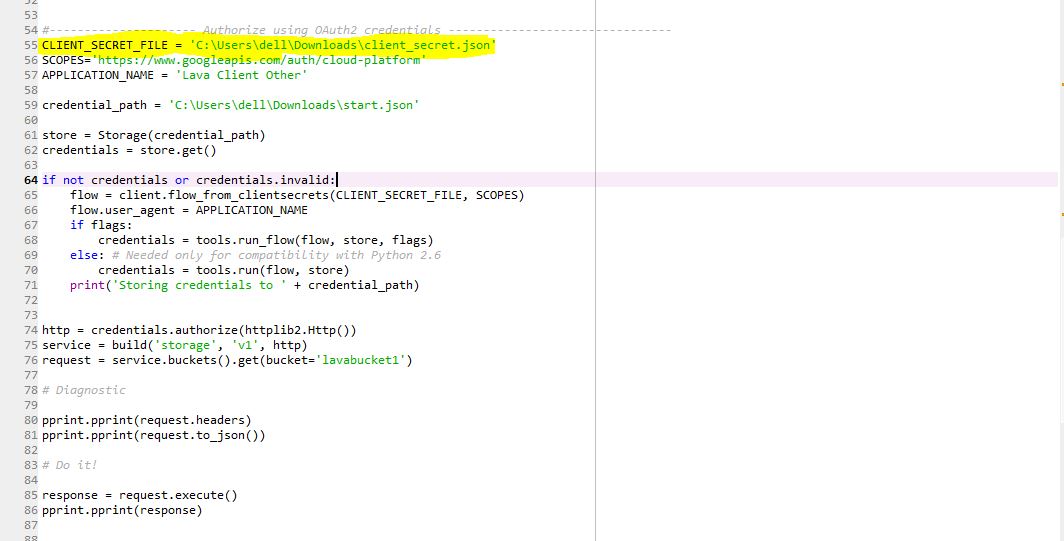 52
53
54 #---------------------- Authorize using OAuth2 credentials -------------------------------
55 CLIENT_SECRET_FILE = 'C:\Users\dell\Downloads\client_secret.json'
56 SCOPES='https://www.googleapis.com/auth/cloud-platform'
57 APPLICATION_NAME = 'Lava Client Other'
58
59 credential_path = 'C:\Users\dell\Downloads\start.json'
60
61 store = Storage(credential_path)
62 credentials = store.get()
63
64 if not credentials or credentials.invalid:
65     flow = client.flow_from_clientsecrets(CLIENT_SECRET_FILE, SCOPES)
66     flow.user_agent = APPLICATION_NAME
67     if flags:
68         credentials = tools.run_flow(flow, store, flags)
69     else: # Needed only for compatibility with Python 2.6
70         credentials = tools.run(flow, store)
71     print('Storing credentials to ' + credential_path)
72
73
74 http = credentials.authorize(httplib2.Http())
75 service = build('storage', 'v1', http)
76 request = service.buckets().get(bucket='lavabucket1')
77
78 # Diagnostic
79
80 pprint.pprint(request.headers)
81 pprint.pprint(request.to_json())
82
83 # Do it!
84
85 response = request.execute()
86 pprint.pprint(response)
87
88